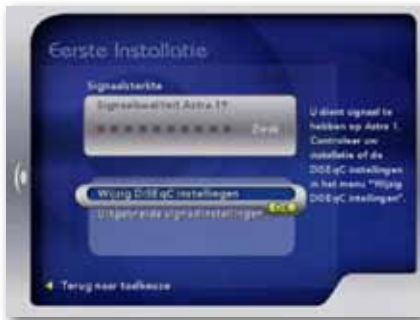 Eerste Installatie
Signaalsterkte
Signaalkwaliteit Astra 19
Zwak
U dient signaal te
hebben op Astra 1.
Controleer uw
installatie of de
DiSEqC instellingen
in het menu "Wijzig
DiSEqC instellingen".
Wijzig DiSEqC instellingen
OK
Uitgebreide signaalinstellingen
Terug naar taalkeuze